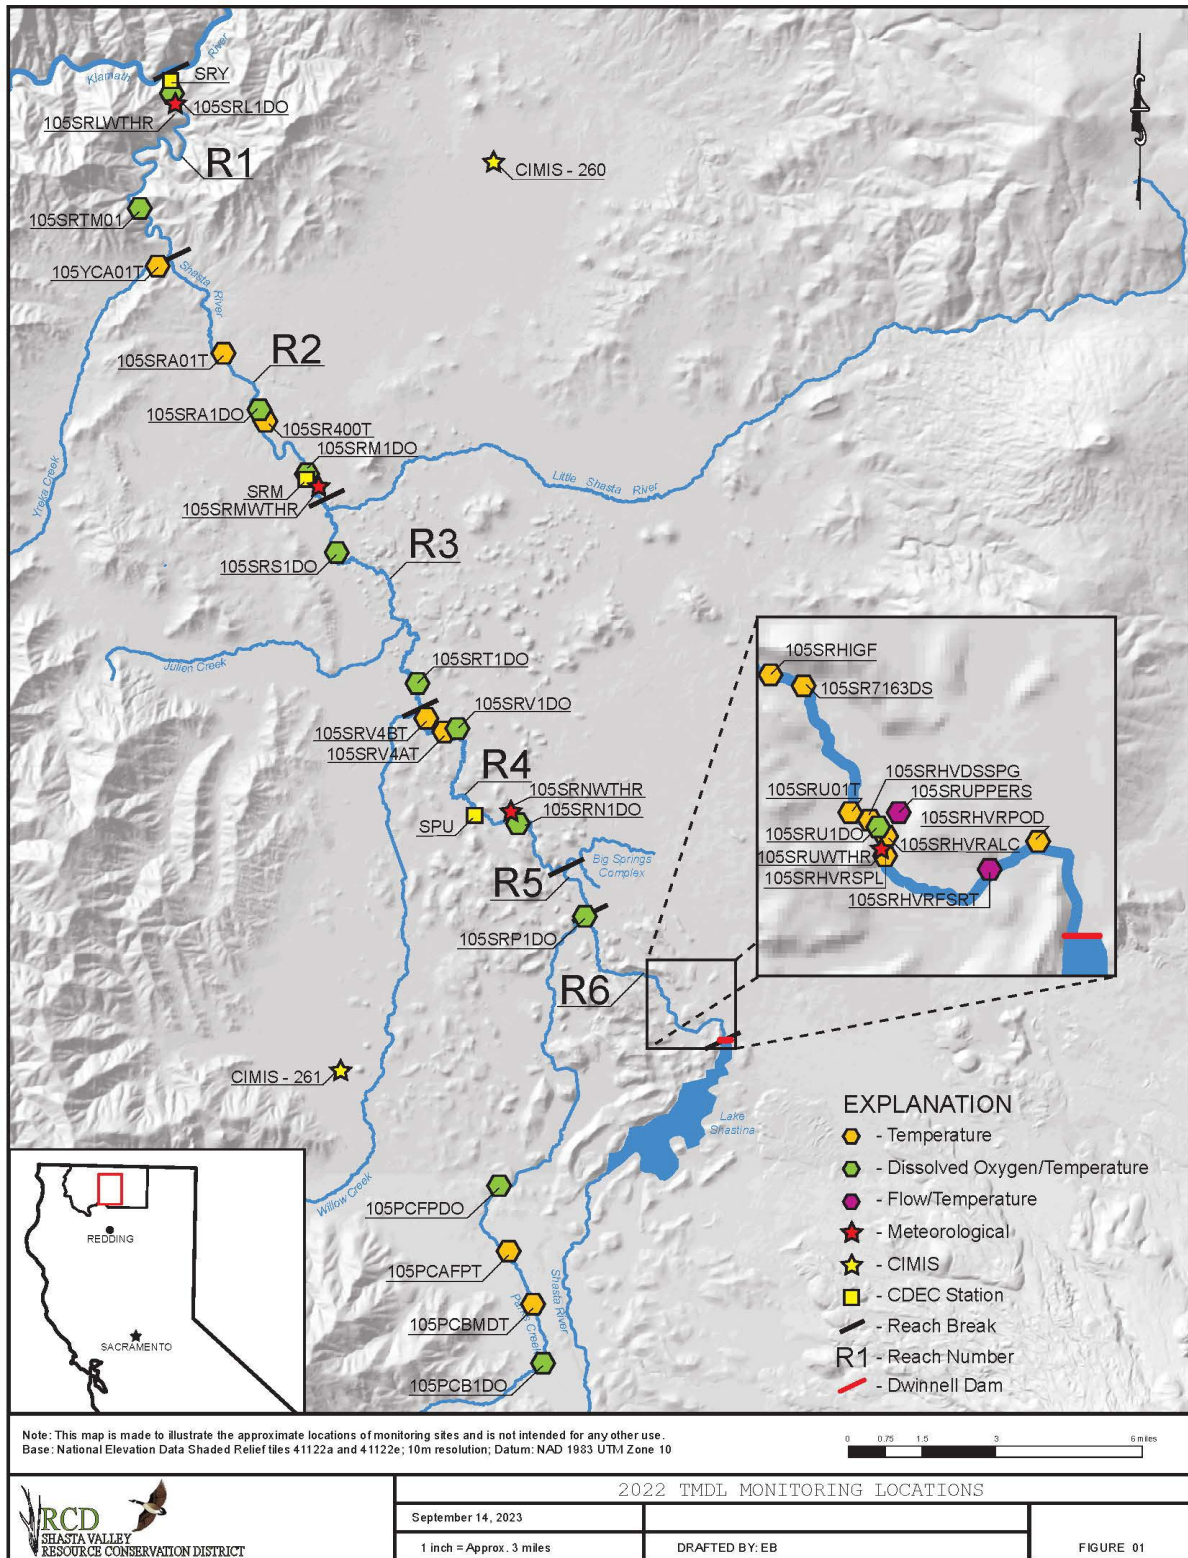 Klamath River
SRY
105SRL1DO
105SRLWTHR
R1
CIMIS - 260
105SRTM01
105YCA01T
Shasta River
105SRA01T
R2
105SRA1DO
105SR400T
105SRM1DO
SRM
105SRMWTHR
Little Shasta River
Yreka Creek
105SRS1DO
R3
Julien Creek
105SRT1DO
105SRV1DO
105SRV4BT
105SRV4AT
R4
105SRNWTHR
105SRN1DO
SPU
Big Springs
Complex
R5
105SRP1DO
R6
105SRHIGF
105SR7163DS
105SRHVDSSPG
105SRU01T
105SRUPPERS
105SRHVRPOD
105SRU1DO
105SRHVRALC
105SRUWTHR
105SRHVRSPL
105SRHVRFSRT
CIMIS - 261
Lake
Shastina
Willow Creek
105PCFPDO
105PCAFPT
Shasta River
105PCBMDT
Parks Creek
105PCB1DO
EXPLANATION
- Temperature
- Dissolved Oxygen/Temperature
- Flow/Temperature
- Meteorological
- CIMIS
- CDEC Station
- Reach Break
R1 - Reach Number
- Dwinnell Dam
REDDING
SACRAMENTO
Note: This map is made to illustrate the approximate locations of monitoring sites and is not intended for any other use.
Base: National Elevation Data Shaded Relief tiles 41122a and 41122e; 10m resolution; Datum: NAD 1983 UTM Zone 10
0 0.75 1.5 3 6 miles
RCD
SHASTA VALLEY
RESOURCE CONSERVATION DISTRICT
2022 TMDL MONITORING LOCATIONS
September 14, 2023
1 inch = Approx. 3 miles
DRAFTED BY: EB
FIGURE 01